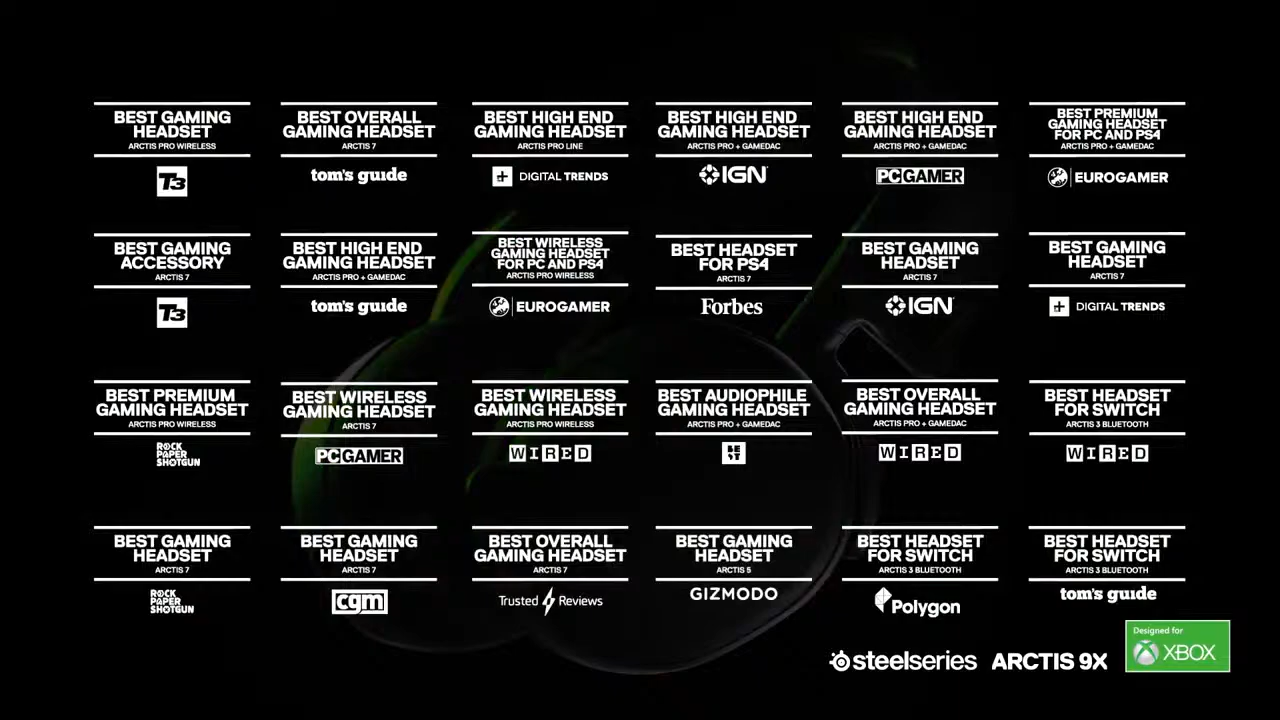 BEST GAMING
HEADSET
ARCTIS PRO WIRELESS
T3
BEST OVERALL
GAMING HEADSET
ARCTIS 7
tom's guide
BEST HIGH END
GAMING HEADSET
ARCTIS PRO LINE
DIGITAL TRENDS
BEST HIGH END
GAMING HEADSET
ARCTIS PRO + GAMEDAC
IGN
BEST HIGH END
GAMING HEADSET
ARCTIS PRO + GAMEDAC
PC GAMER
BEST PREMIUM
GAMING HEADSET
FOR PC AND PS4
ARCTIS PRO + GAMEDAC
EUROGAMER
BEST GAMING
ACCESSORY
ARCTIS 7
T3
BEST HIGH END
GAMING HEADSET
ARCTIS PRO + GAMEDAC
tom's guide
BEST WIRELESS
GAMING HEADSET
FOR PC AND PS4
ARCTIS PRO WIRELESS
EUROGAMER
BEST HEADSET
FOR PS4
ARCTIS 7
Forbes
BEST GAMING
HEADSET
ARCTIS 7
IGN
BEST GAMING
HEADSET
ARCTIS 7
DIGITAL TRENDS
BEST PREMIUM
GAMING HEADSET
ARCTIS PRO WIRELESS
ROCK
PAPER
SHOTGUN
BEST WIRELESS
GAMING HEADSET
ARCTIS 7
PC GAMER
BEST WIRELESS
GAMING HEADSET
ARCTIS PRO WIRELESS
WIRED
BEST AUDIOPHILE
GAMING HEADSET
ARCTIS PRO + GAMEDAC
BE
ST
BEST OVERALL
GAMING HEADSET
ARCTIS PRO + GAMEDAC
WIRED
BEST HEADSET
FOR SWITCH
ARCTIS 3 BLUETOOTH
WIRED
BEST GAMING
HEADSET
ARCTIS 7
ROCK
PAPER
SHOTGUN
BEST GAMING
HEADSET
ARCTIS 7
cgm
BEST OVERALL
GAMING HEADSET
ARCTIS 7
Trusted Reviews
BEST GAMING
HEADSET
ARCTIS 5
GIZMODO
BEST HEADSET
FOR SWITCH
ARCTIS 3 BLUETOOTH
Polygon
BEST HEADSET
FOR SWITCH
ARCTIS 3 BLUETOOTH
tom's guide
steelseries ARCTIS 9X
Designed for
XBOX